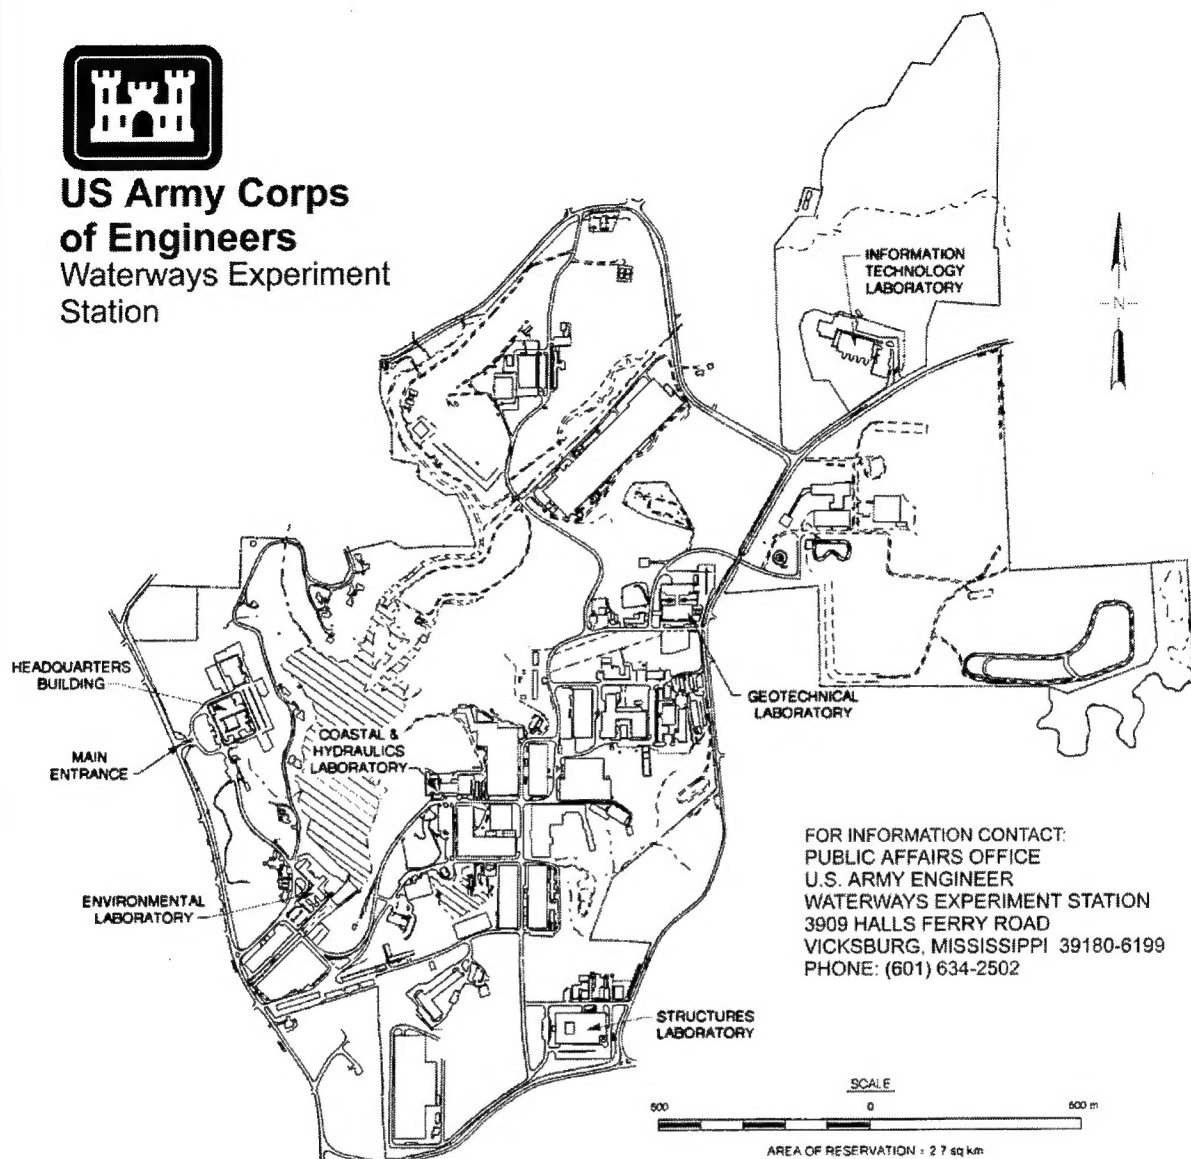 US Army Corps
of Engineers
Waterways Experiment
Station
INFORMATION
TECHNOLOGY
LABORATORY
N
HEADQUARTERS
BUILDING
MAIN
ENTRANCE
COASTAL &
HYDRAULICS
LABORATORY
GEOTECHNICAL
LABORATORY
ENVIRONMENTAL
LABORATORY
STRUCTURES
LABORATORY
FOR INFORMATION CONTACT:
PUBLIC AFFAIRS OFFICE
U.S. ARMY ENGINEER
WATERWAYS EXPERIMENT STATION
3909 HALLS FERRY ROAD
VICKSBURG, MISSISSIPPI 39180-6199
PHONE: (601) 634-2502
SCALE
500 0 500 m
AREA OF RESERVATION = 2.7 sq km